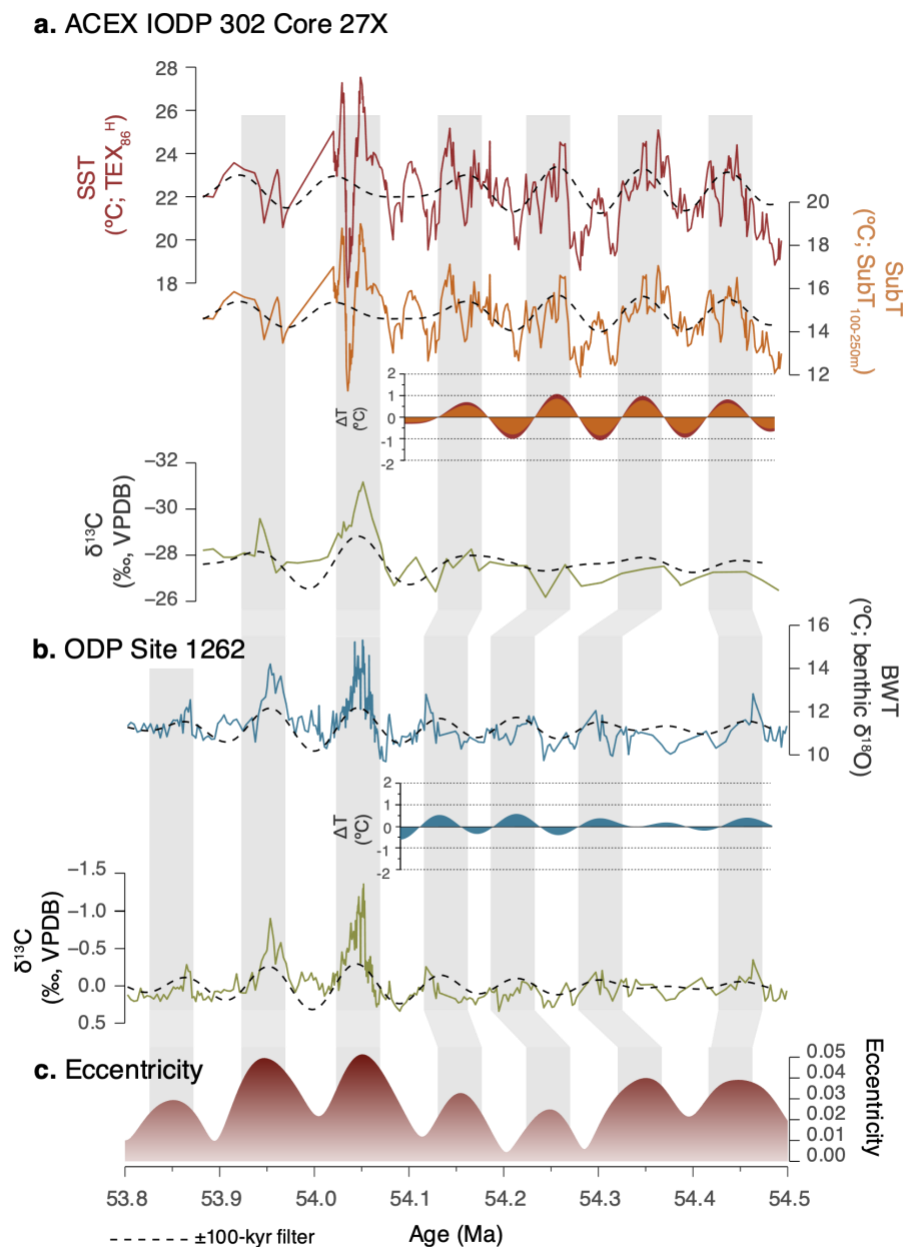 a. ACEX IODP 302 Core 27X
28
26
24
22
20
18
SST
(ºC; TEX86H)
20
18
16
14
12
SubT
(ºC; SubT100-250m)
2
1
0
-1
-2
ΔT
(ºC)
−32
−30
−28
−26
δ13C
(‰, VPDB)
b. ODP Site 1262
16
14
12
10
BWT
(ºC; benthic δ18O)
2
1
0
-1
-2
ΔT
(ºC)
−1.5
−1.0
−0.5
0.0
0.5
δ13C
(‰, VPDB)
c. Eccentricity
0.05
0.04
0.03
0.02
0.01
0.00
Eccentricity
53.8 53.9 54.0 54.1 54.2 54.3 54.4 54.5
Age (Ma)
±100-kyr filter